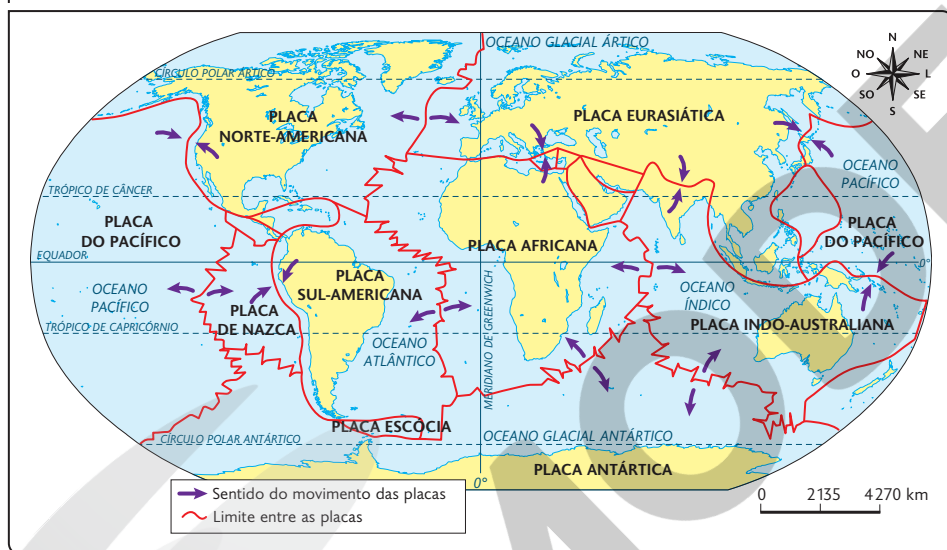 OCEANO GLACIAL ÁRTICO
N
NO
NE
O
L
SO
SE
S
CÍRCULO POLAR ÁRTICO
PLACA
NORTE-AMERICANA
PLACA EURASIÁTICA
OCEANO
PACÍFICO
TRÓPICO DE CÂNCER
PLACA
DO PACÍFICO
PLACA AFRICANA
PLACA
DO PACÍFICO
EQUADOR
0°
OCEANO
PACÍFICO
PLACA
SUL-AMERICANA
PLACA
DE NAZCA
OCEANO
ATLÂNTICO
MERIDIANO DE GREENWICH
OCEANO
ÍNDICO
PLACA INDO-AUSTRALIANA
TRÓPICO DE CAPRICÓRNIO
PLACA ESCÓCIA
CÍRCULO POLAR ANTÁRTICO
OCEANO GLACIAL ANTÁRTICO
PLACA ANTÁRTICA
0°
Sentido do movimento das placas
Limite entre as placas
0 2135 4270 km